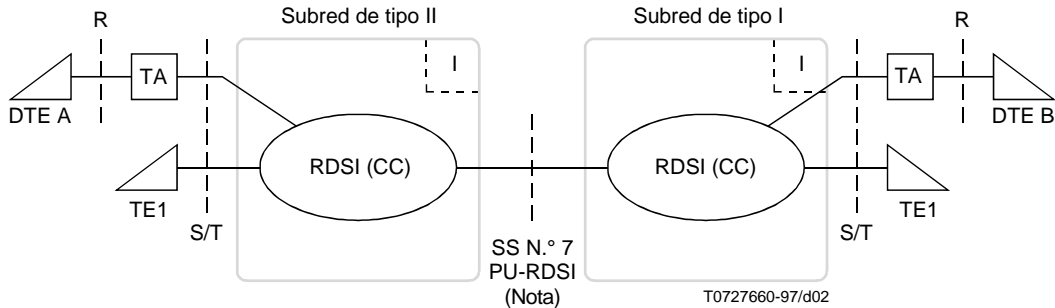 Subred de tipo II
Subred de tipo I
R
R
I
I
TA
TA
DTE A
DTE B
RDSI (CC)
RDSI (CC)
TE1
TE1
S/T
S/T
SS N.° 7
PU-RDSI
(Nota)
T0727660-97/d02